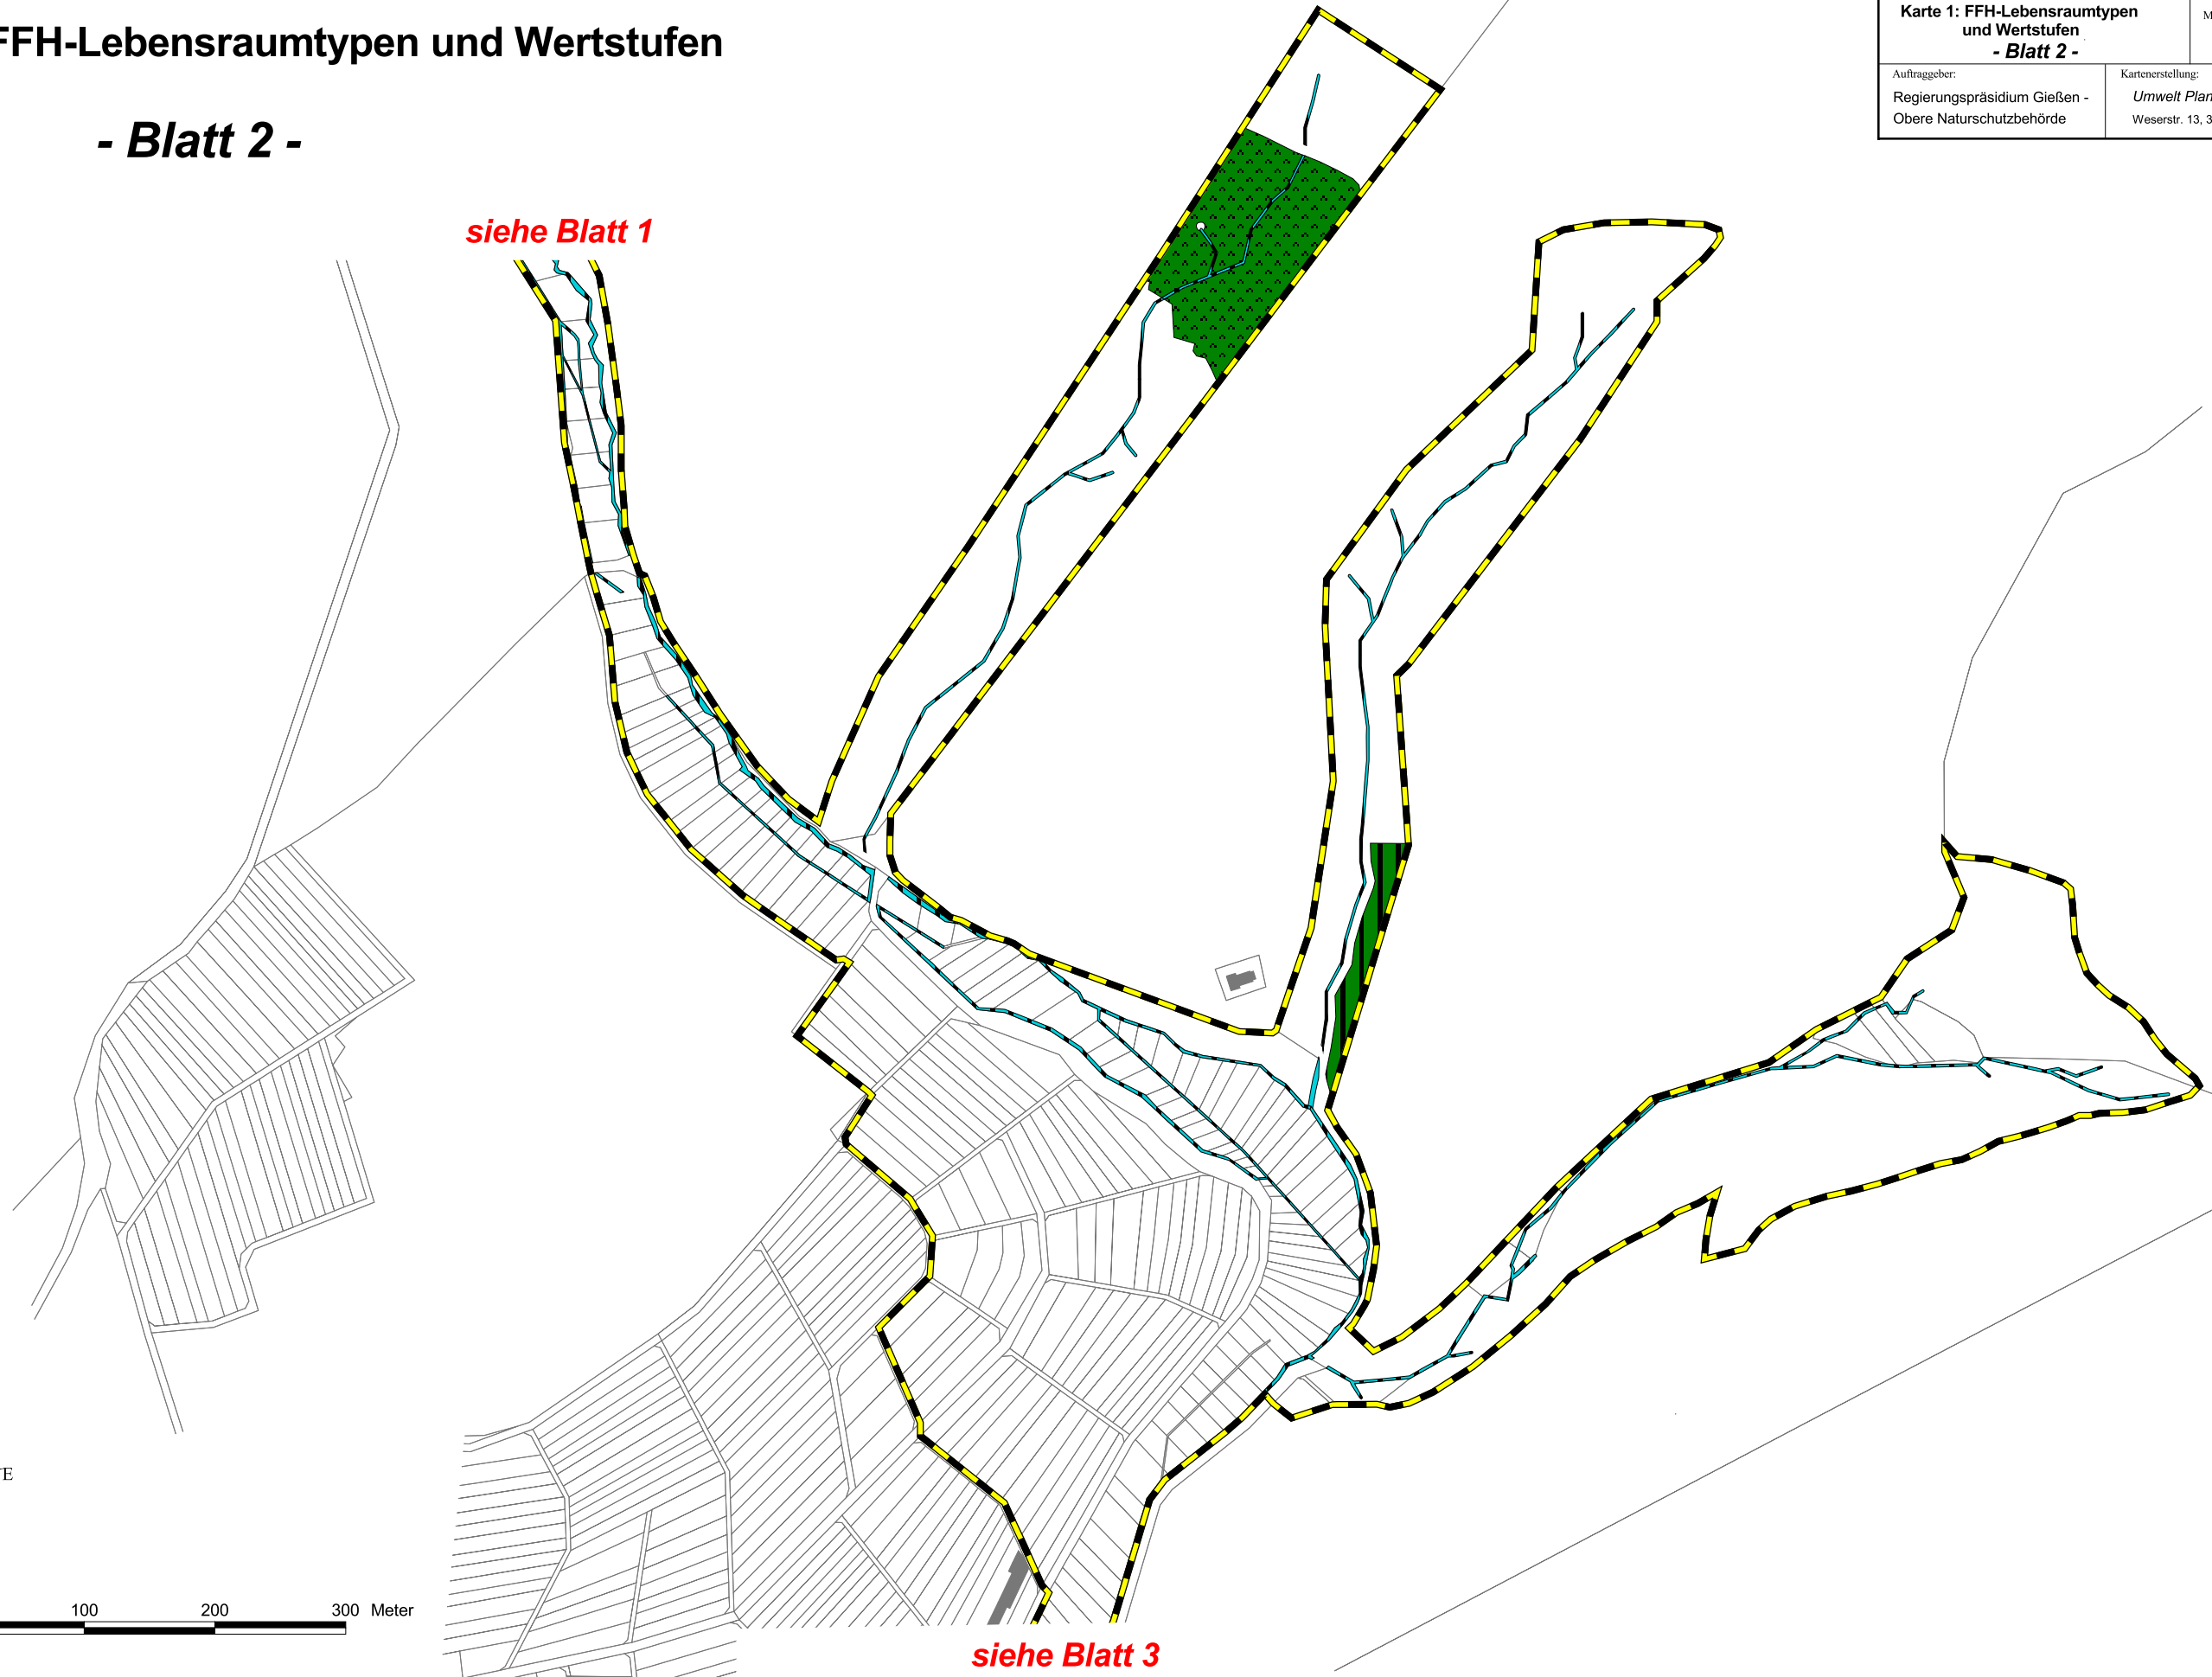 FFH-Lebensraumtypen und Wertstufen
- Blatt 2 -
Karte 1: FFH-Lebensraumtypen
und Wertstufen
- Blatt 2 -
Auftraggeber:
Regierungspräsidium Gießen -
Obere Naturschutzbehörde
Kartenerstellung:
Umwelt Plan
Weserstr. 13, 3
siehe Blatt 1
100 200 300 Meter
siehe Blatt 3